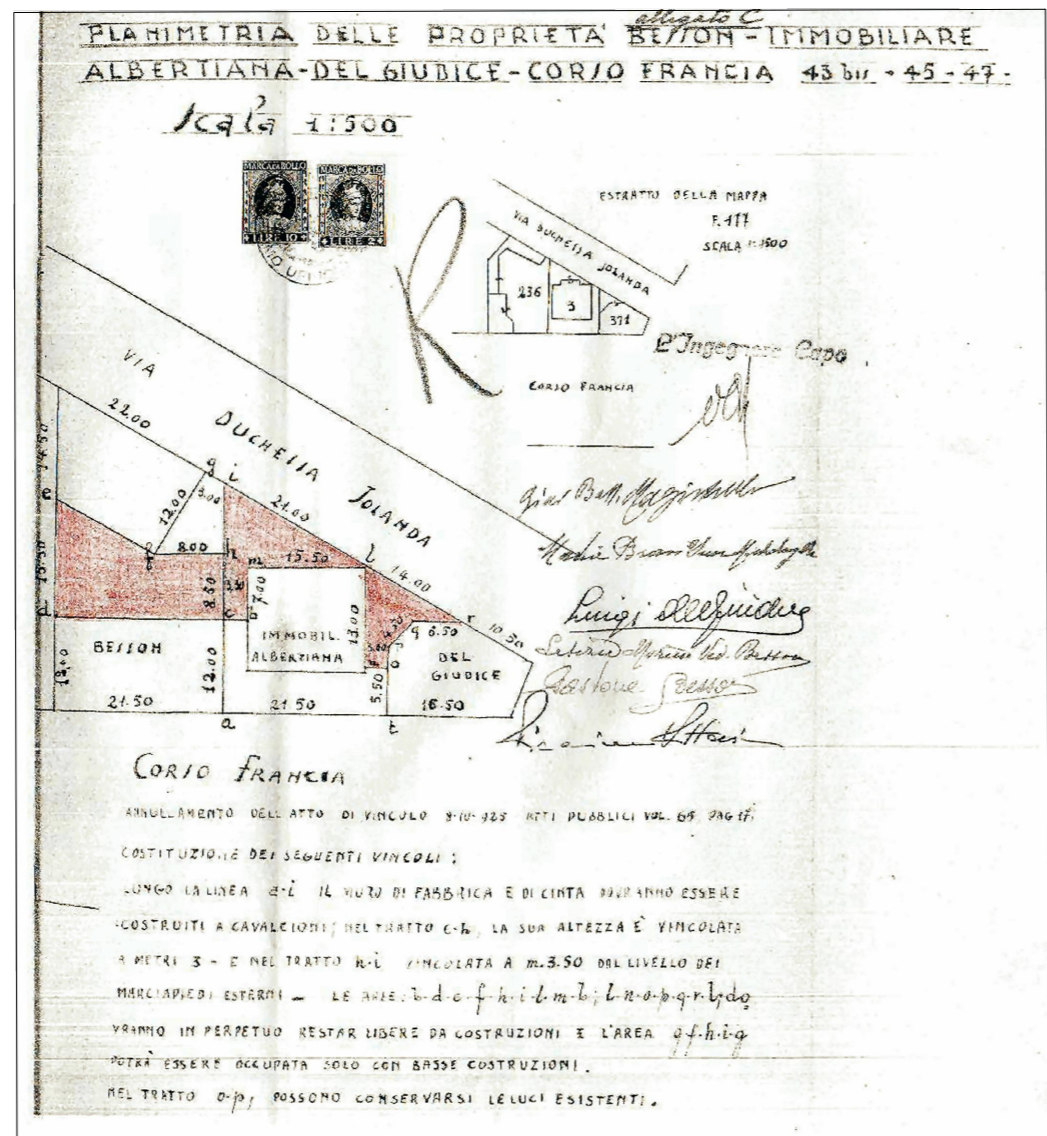 allegato C
PLANIMETRIA DELLE PROPRIETÀ BESSON-IMMOBILIARE
ALBERTIANA-DEL GIUDICE-CORSO FRANCIA 43 bis - 45 - 47 -
Scala 1:500
MARCA DA BOLLO
MARCA DA BOLLO
LIRE 10
LIRE 2
ESTRATTO DELLA MAPPA
F. 177
SCALA 1:1500
VIA DUCHESSA JOLANDA
236
3
371
L'Ingegnere Capo
CORSO FRANCIA
VIA DUCHESSA JOLANDA
22.00
14.50
g i
e
12.00
3.00
21.00
f
8.00
h
m
15.50
l
14.00
15.50
8.50
3.50
7.00
d
c
b
13.00
q
6.50
r
10.50
BESSON
IMMOBIL.
ALBERTIANA
DEL
GIUDICE
12.00
5.50
21.50
21.50
16.50
a
t
Luigi Del Giudice
CORSO FRANCIA
ANNULLAMENTO DELL'ATTO DI VINCOLO 9-10-925 ATTI PUBBLICI VOL. 65 PAG 17.
COSTITUZIONE DEI SEGUENTI VINCOLI:
LUNGO LA LINEA a-i IL MURO DI FABBRICA E DI CINTA DOVRANNO ESSERE
COSTRUITI A CAVALCIONI; NEL TRATTO c-h, LA SUA ALTEZZA È VINCOLATA
A METRI 3 - E NEL TRATTO h-i VINCOLATA A m.3.50 DAL LIVELLO DEI
MARCIAPIEDI ESTERNI - LE AREE: b-d-e-f-h-i-l-m-b; l-n-o-p-q-r-l; do
VRANNO IN PERPETUO RESTAR LIBERE DA COSTRUZIONI E L'AREA g-f-h-i-g
POTRÀ ESSERE OCCUPATA SOLO CON BASSE COSTRUZIONI.
NEL TRATTO o-p, POSSONO CONSERVARSI LE LUCI ESISTENTI.